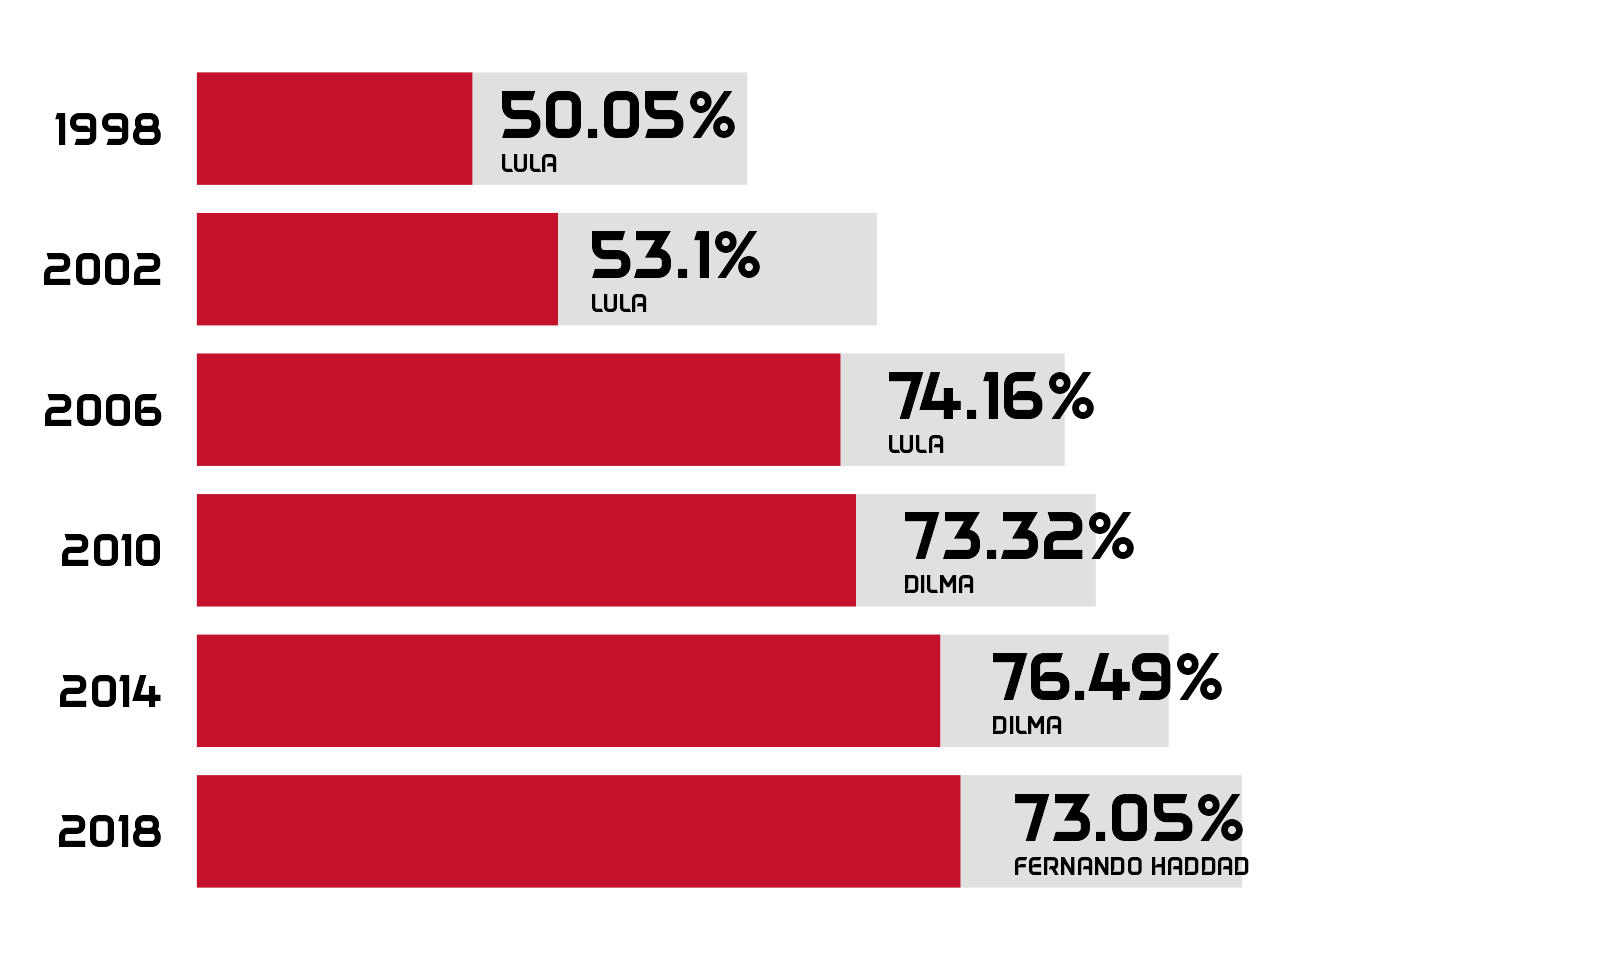 1998
50.05%
LULA
2002
53.1%
LULA
2006
74.16%
LULA
2010
73.32%
DILMA
2014
76.49%
DILMA
2018
73.05%
FERNANDO HADDAD